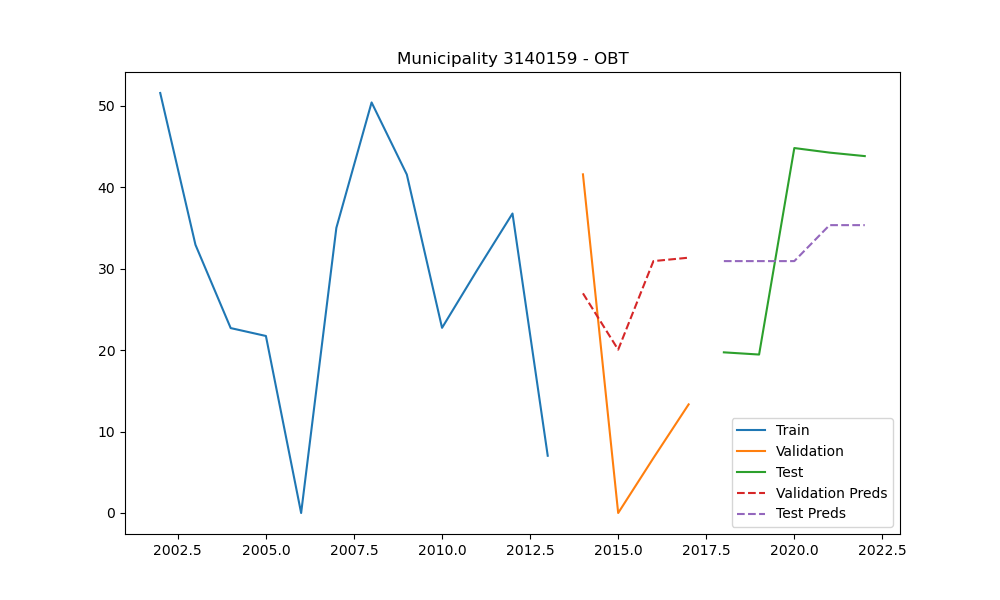 Municipality 3140159 - OBT
50
40
30
20
10
0
2002.5 2005.0 2007.5 2010.0 2012.5 2015.0 2017.5 2020.0 2022.5
Train
Validation
Test
Validation Preds
Test Preds